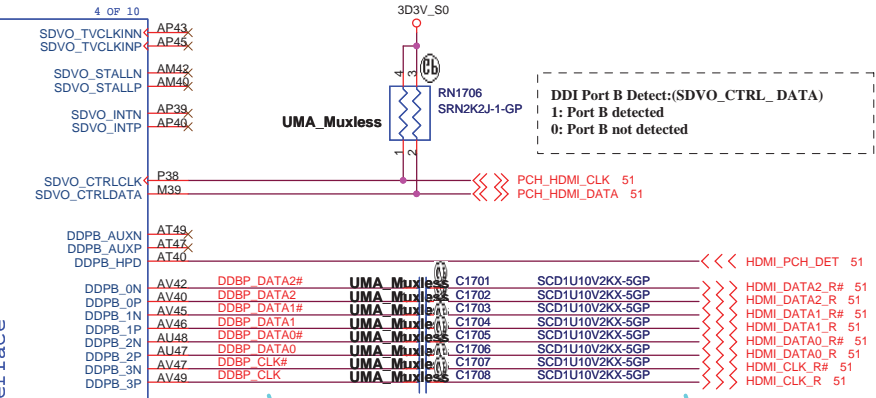 4 OF 10
3D3V_S0
SDVO_TVCLKINN AP43
SDVO_TVCLKINP AP45
SDVO_STALLN AM42
SDVO_STALLP AM40
SDVO_INTN AP39
SDVO_INTP AP40
4 3
RN1706
SRN2K2J-1-GP
UMA_Muxless
1 2
DDI Port B Detect:(SDVO_CTRL_ DATA)
1: Port B detected
0: Port B not detected
SDVO_CTRLCLK P38 PCH_HDMI_CLK 51
SDVO_CTRLDATA M39 PCH_HDMI_DATA 51
DDPB_AUXN AT49
DDPB_AUXP AT47
DDPB_HPD AT40 HDMI_PCH_DET 51
DDPB_0N AV42 DDBP_DATA2# UMA_Muxless C1701 SCD1U10V2KX-5GP HDMI_DATA2_R# 51
DDPB_0P AV40 DDBP_DATA2 UMA_Muxless C1702 SCD1U10V2KX-5GP HDMI_DATA2_R 51
DDPB_1N AV45 DDBP_DATA1# UMA_Muxless C1703 SCD1U10V2KX-5GP HDMI_DATA1_R# 51
DDPB_1P AV46 DDBP_DATA1 UMA_Muxless C1704 SCD1U10V2KX-5GP HDMI_DATA1_R 51
DDPB_2N AU48 DDBP_DATA0# UMA_Muxless C1705 SCD1U10V2KX-5GP HDMI_DATA0_R# 51
DDPB_2P AU47 DDBP_DATA0 UMA_Muxless C1706 SCD1U10V2KX-5GP HDMI_DATA0_R 51
DDPB_3N AV47 DDBP_CLK# UMA_Muxless C1707 SCD1U10V2KX-5GP HDMI_CLK_R# 51
DDPB_3P AV49 DDBP_CLK UMA_Muxless C1708 SCD1U10V2KX-5GP HDMI_CLK_R 51